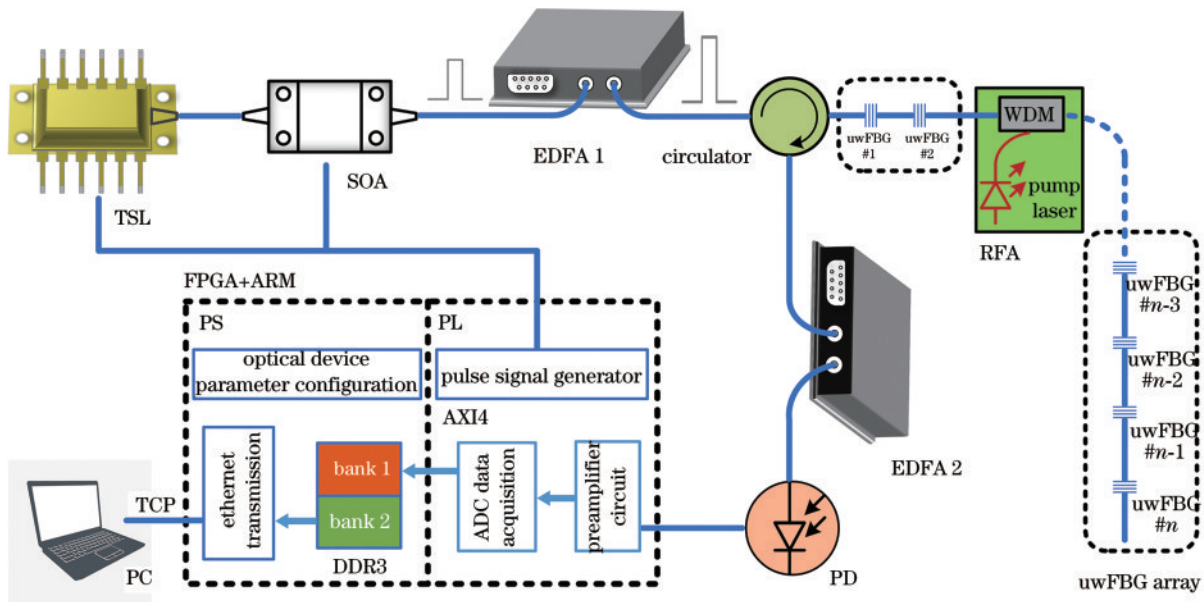 EDFA 1
TSL
SOA
circulator
uwFBG
#1
uwFBG
#2
WDM
pump
laser
RFA
FPGA+ARM
PS
optical device
parameter configuration
PL
pulse signal generator
AXI4
ethernet
transmission
bank 1
bank 2
DDR3
ADC data
acquisition
preamplifier
circuit
TCP
PC
PD
EDFA 2
uwFBG
#n-3
uwFBG
#n-2
uwFBG
#n-1
uwFBG
#n
uwFBG array